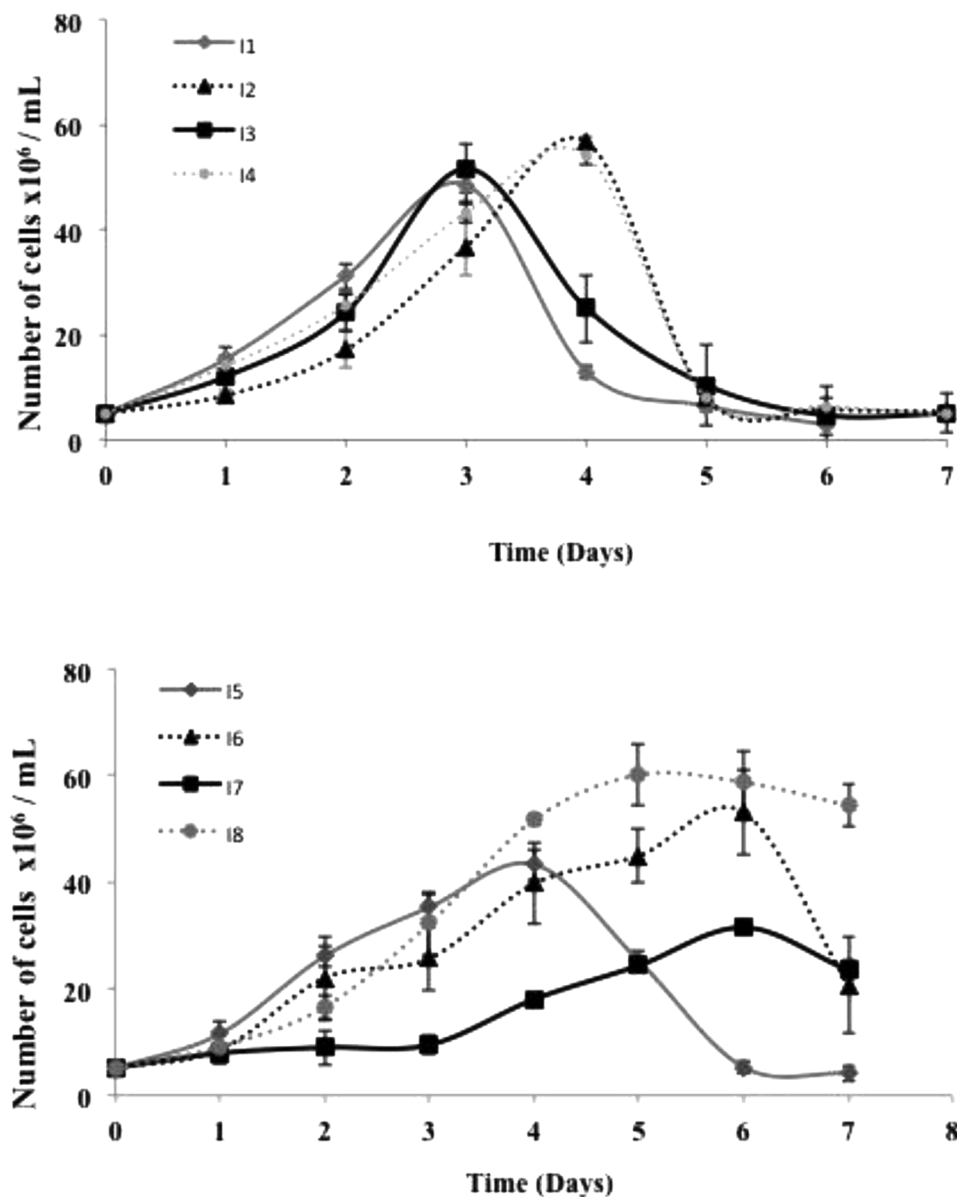 80
60
40
20
0
Number of cells x10⁶ / mL
I1
I2
I3
I4
0 1 2 3 4 5 6 7
Time (Days)
80
60
40
20
0
Number of cells x10⁶ / mL
I5
I6
I7
I8
0 1 2 3 4 5 6 7 8
Time (Days)